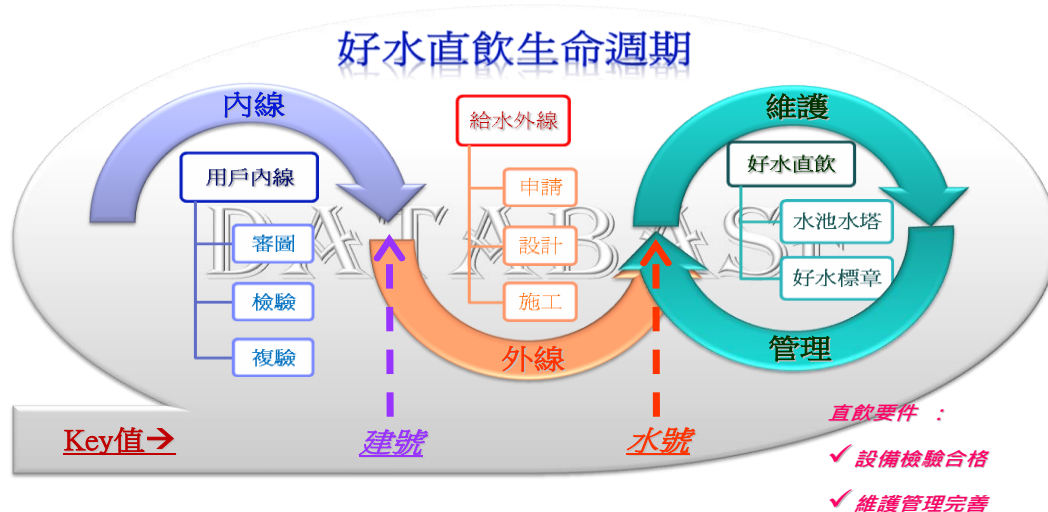 好水直飲生命週期
內線
用戶內線
審圖
檢驗
複驗
給水外線
申請
設計
施工
外線
維護
好水直飲
水池水塔
好水標章
管理
DATABASE
Key值→
建號
水號
直飲要件 ：
✓ 設備檢驗合格
✓ 維護管理完善